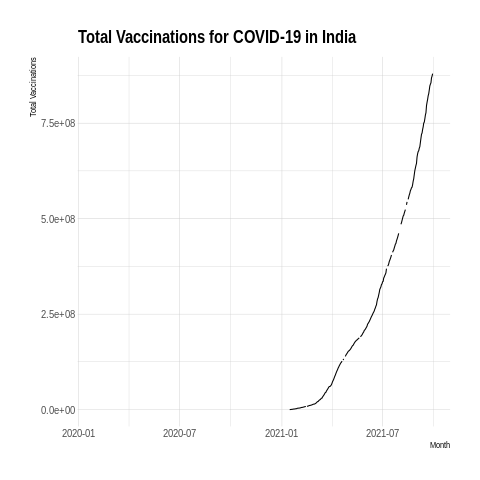 Total Vaccinations for COVID-19 in India
Total Vaccinations
7.5e+08
5.0e+08
2.5e+08
0.0e+00
2020-01 2020-07 2021-01 2021-07
Month